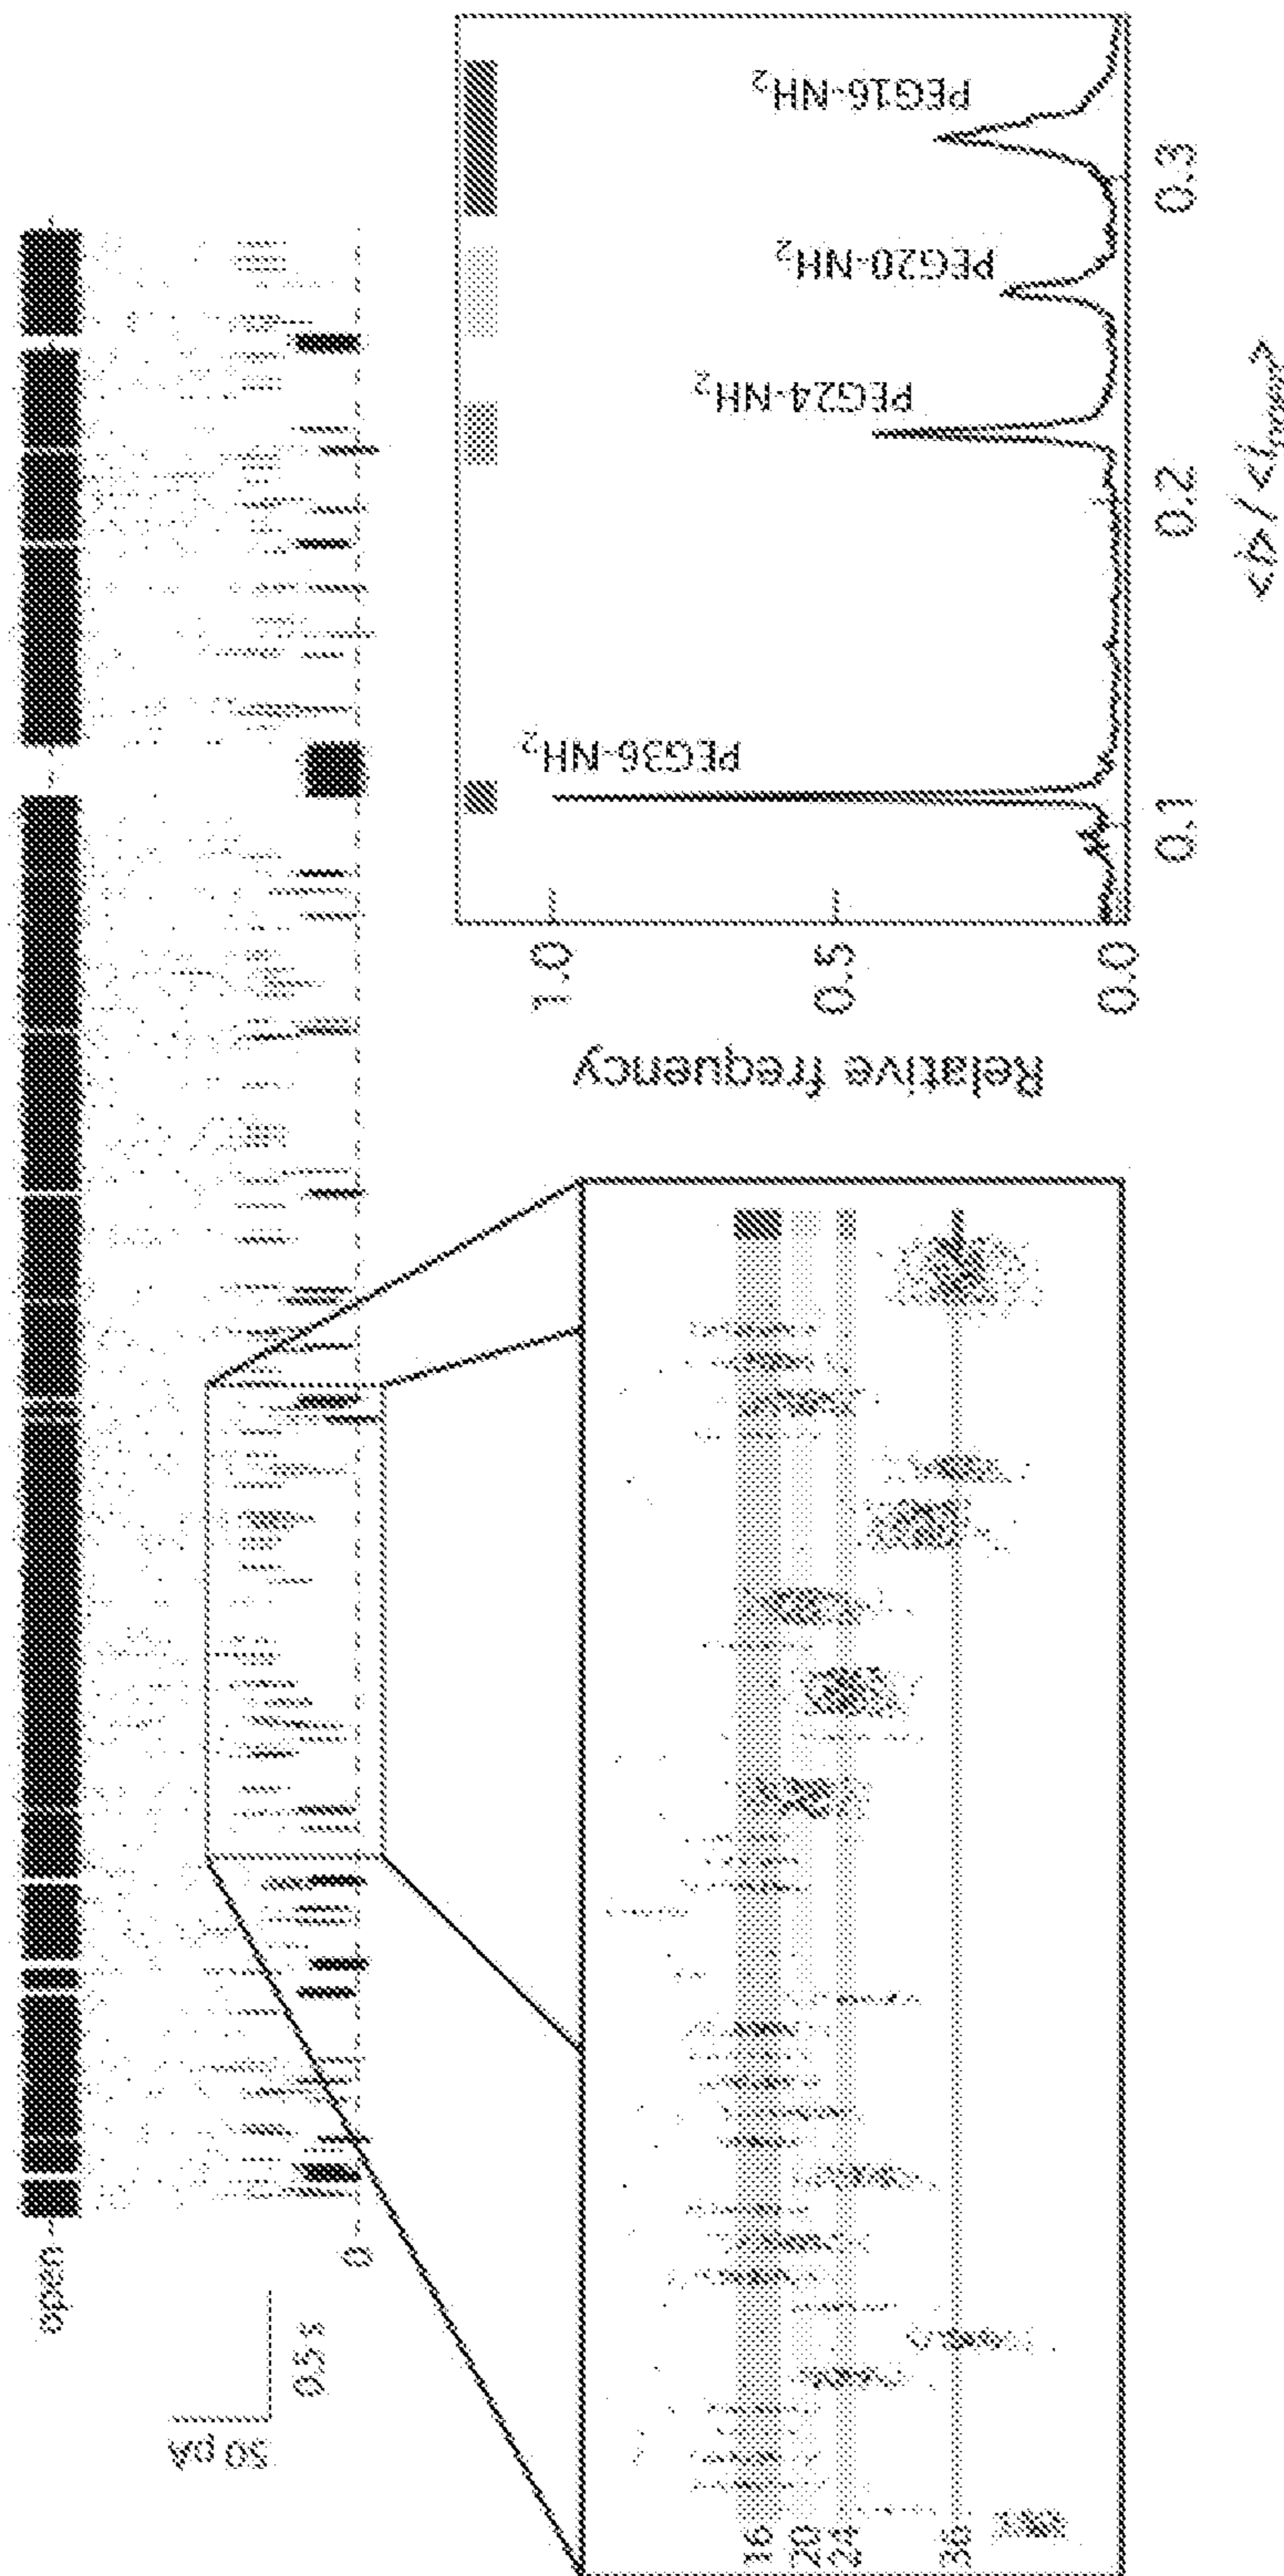 open
0
50 pA
0.5 s
16
20
24
36
Relative frequency
1.0
0.5
0.0
PEG36-NH₂
PEG24-NH₂
PEG20-NH₂
PEG16-NH₂
0.1
0.2
0.3